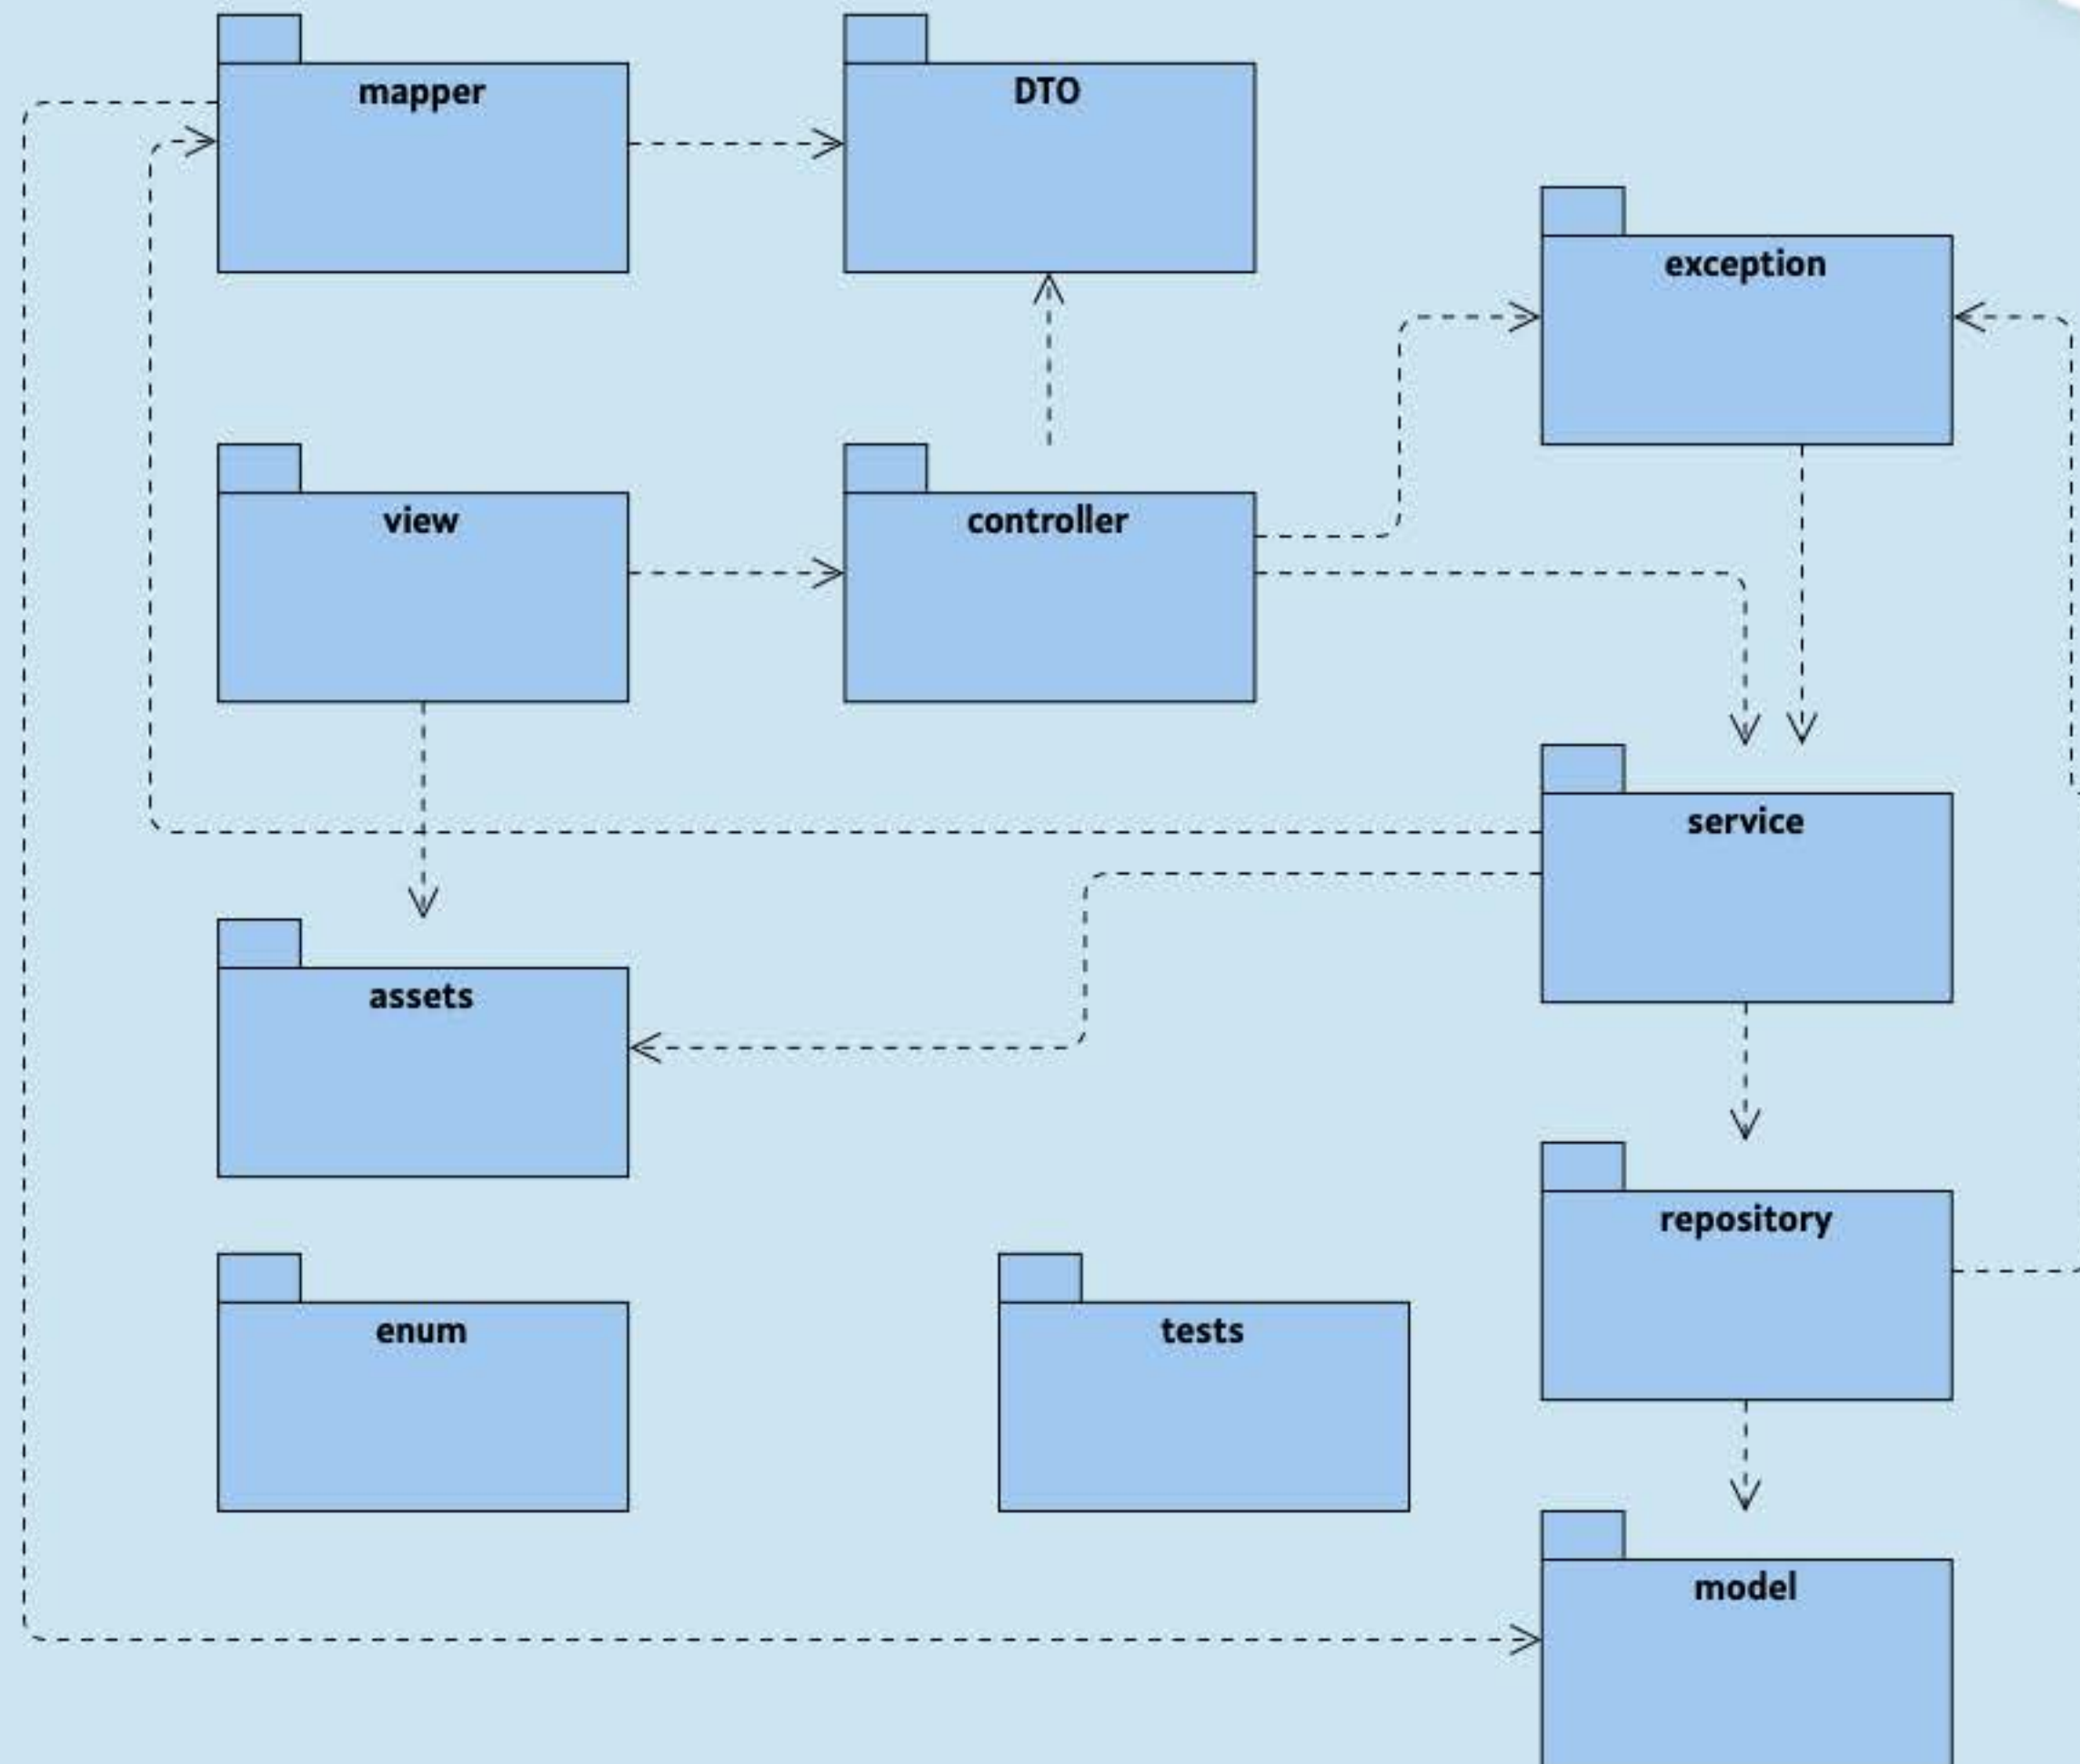 mapper
DTO
exception
view
controller
service
assets
repository
enum
tests
model